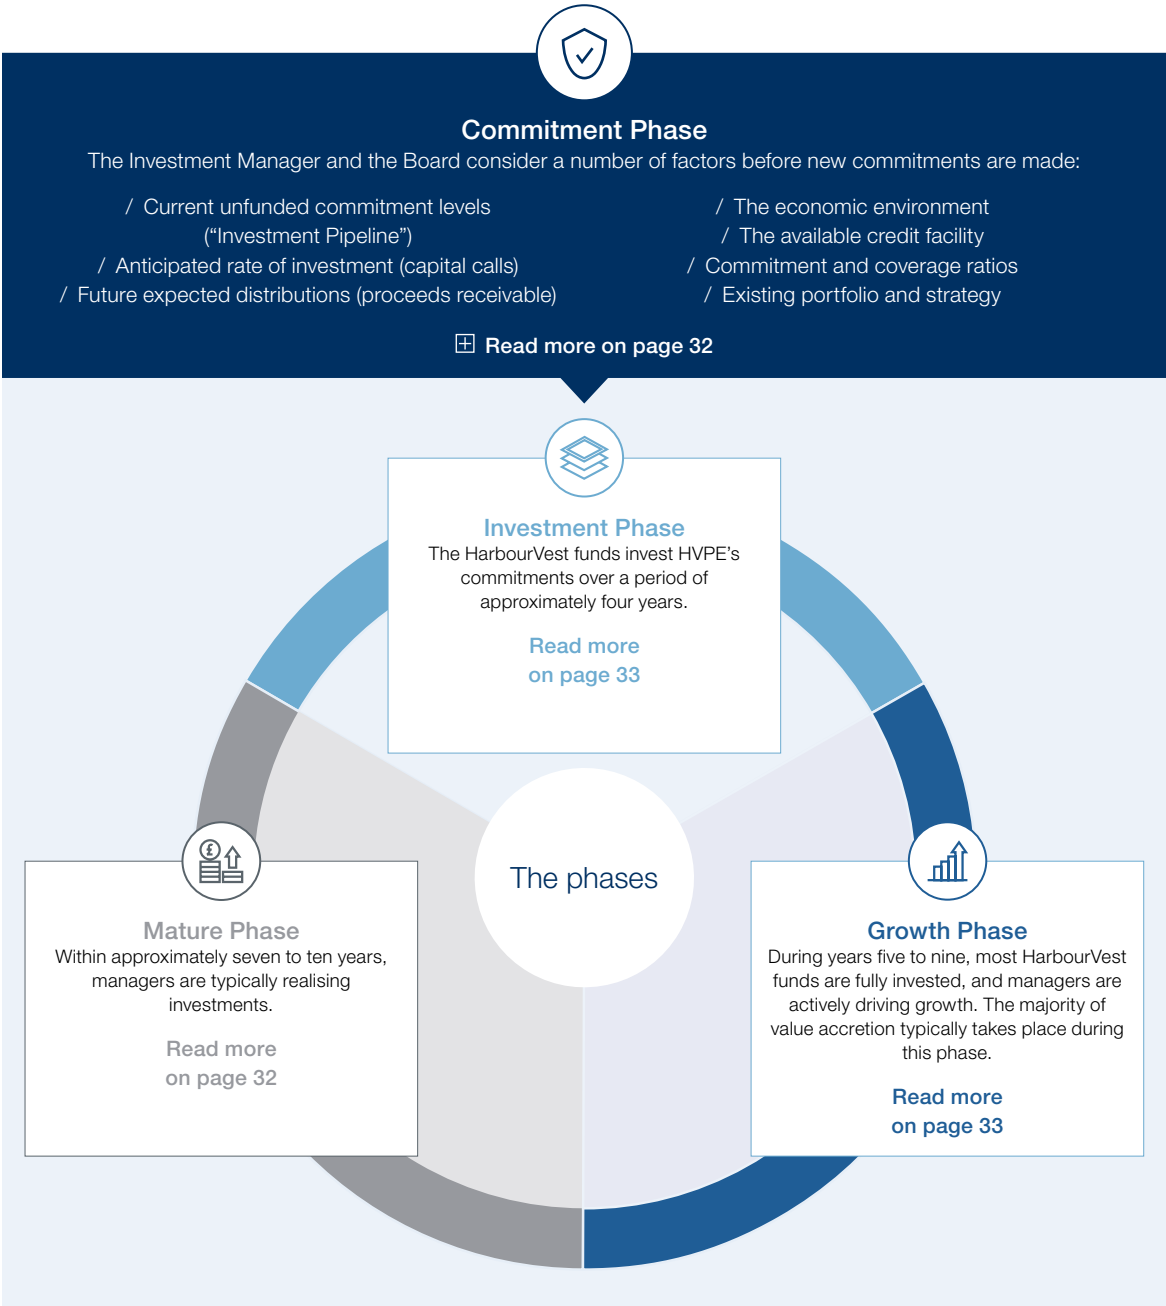 Commitment Phase
The Investment Manager and the Board consider a number of factors before new commitments are made:
/ Current unfunded commitment levels
(“Investment Pipeline”)
/ Anticipated rate of investment (capital calls)
/ Future expected distributions (proceeds receivable)
/ The economic environment
/ The available credit facility
/ Commitment and coverage ratios
/ Existing portfolio and strategy
Read more on page 32
Investment Phase
The HarbourVest funds invest HVPE’s
commitments over a period of
approximately four years.
Read more
on page 33
The phases
Mature Phase
Within approximately seven to ten years,
managers are typically realising
investments.
Read more
on page 32
Growth Phase
During years five to nine, most HarbourVest
funds are fully invested, and managers are
actively driving growth. The majority of
value accretion typically takes place during
this phase.
Read more
on page 33